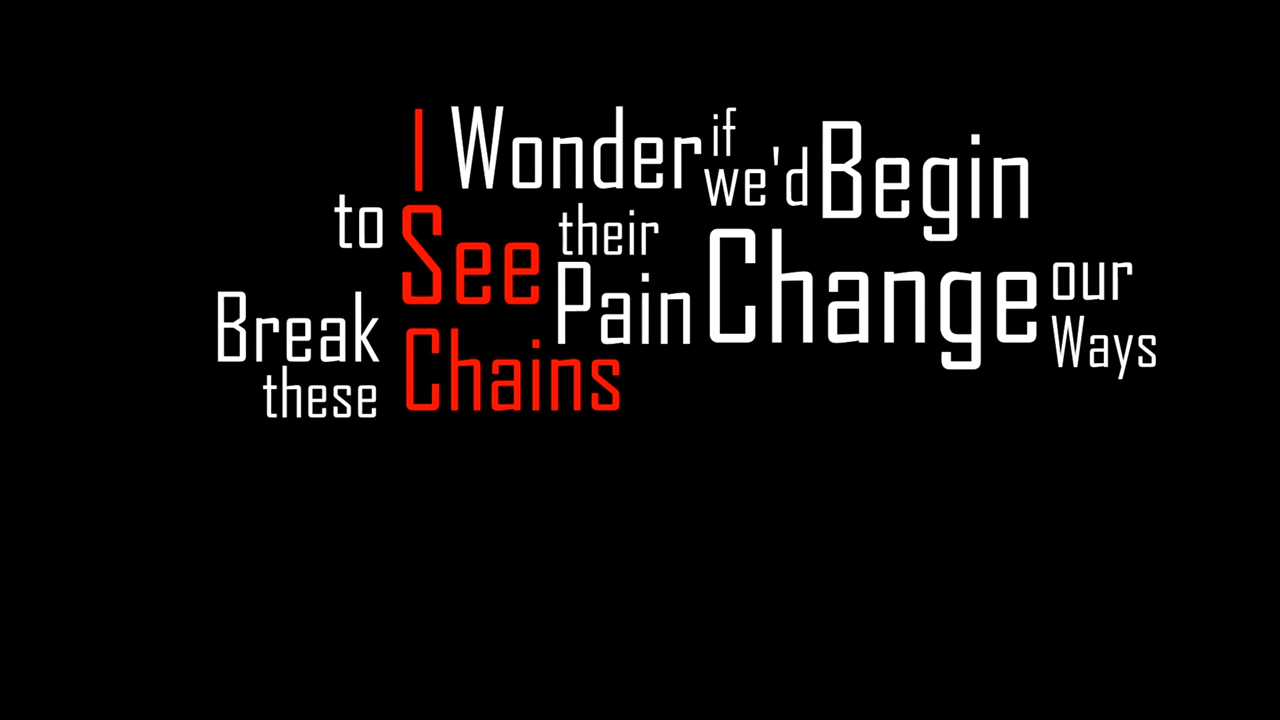 I Wonder if we'd Begin
to See their Pain Change our Ways
Break these Chains